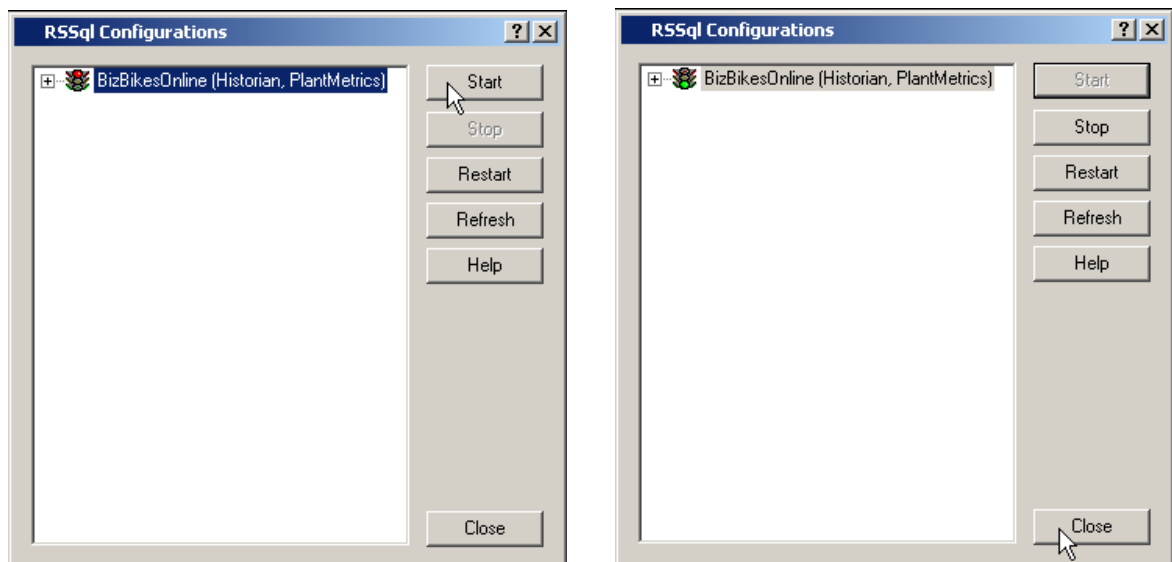 RSSql Configurations
BizBikesOnline (Historian, PlantMetrics)
Start
Stop
Restart
Refresh
Help
Close
RSSql Configurations
BizBikesOnline (Historian, PlantMetrics)
Start
Stop
Restart
Refresh
Help
Close